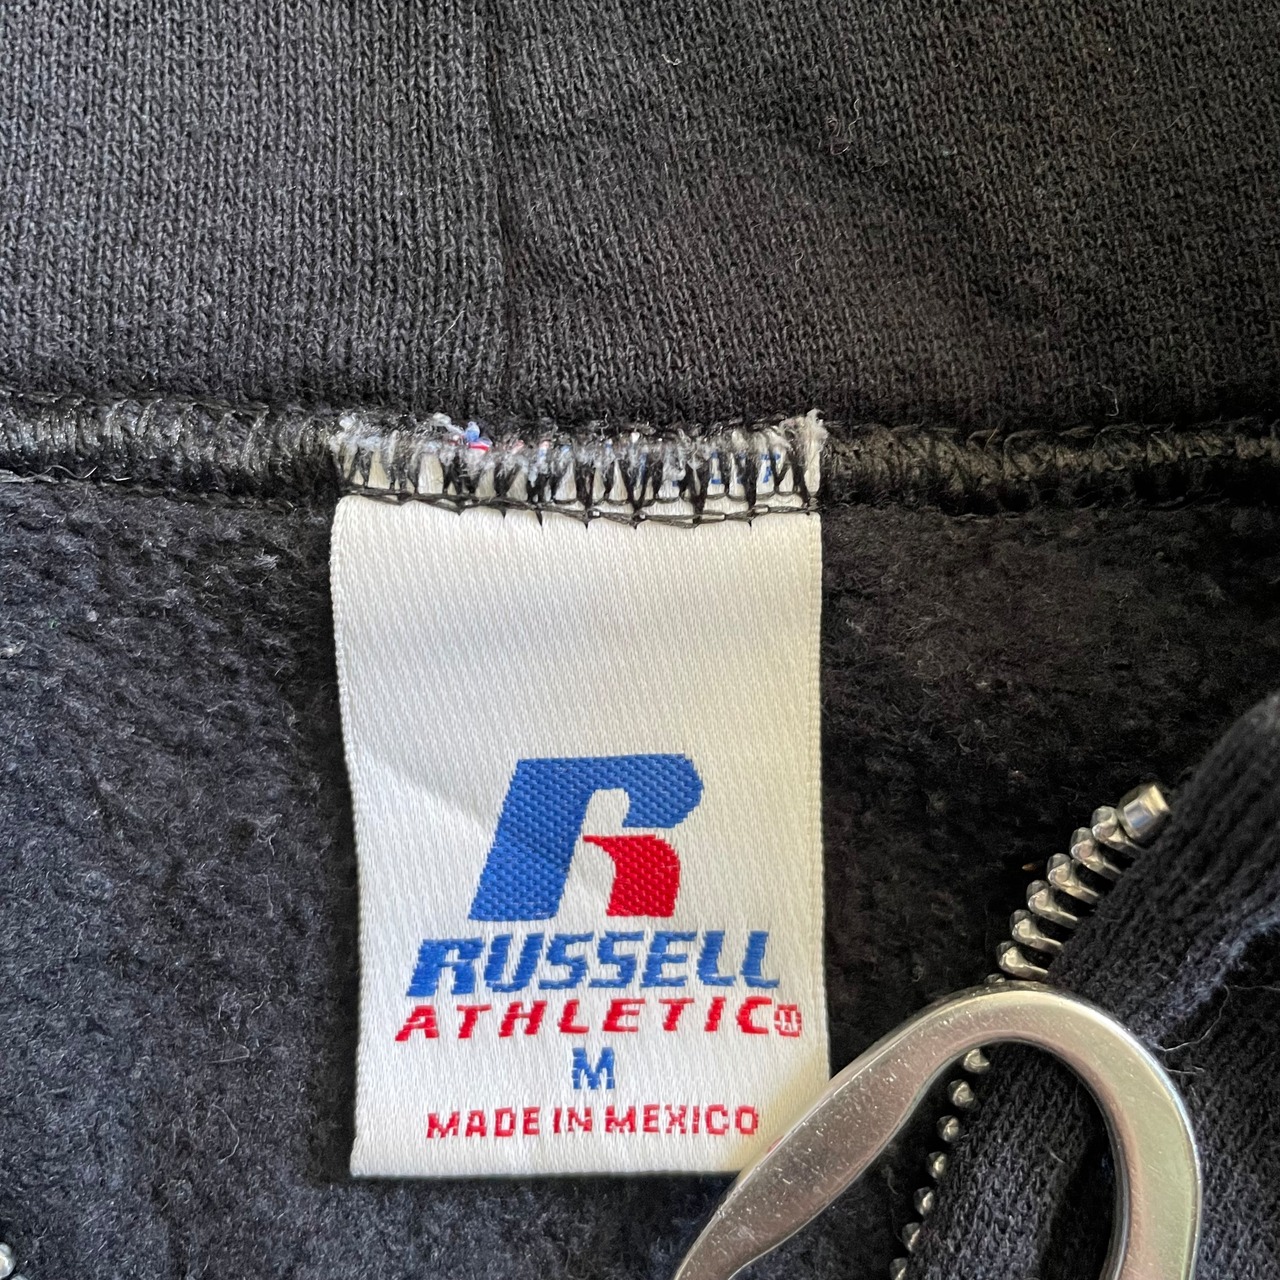 RUSSELL
ATHLETIC®
M
MADE IN MEXICO